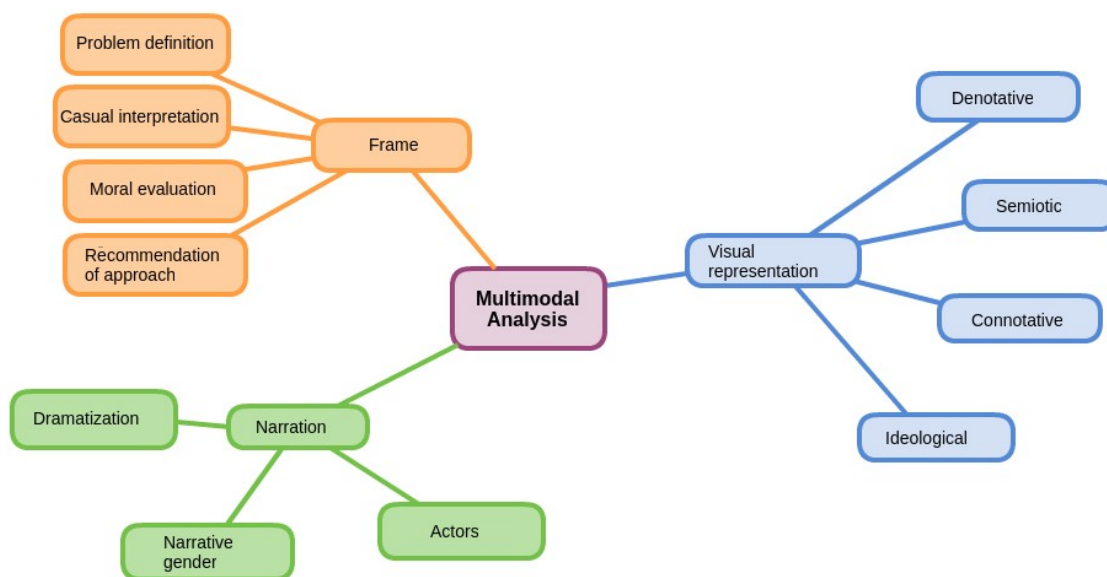 Problem definition
Casual interpretation
Moral evaluation
Recommendation
of approach
Frame
Multimodal
Analysis
Visual
representation
Denotative
Semiotic
Connotative
Ideological
Narration
Dramatization
Narrative
gender
Actors